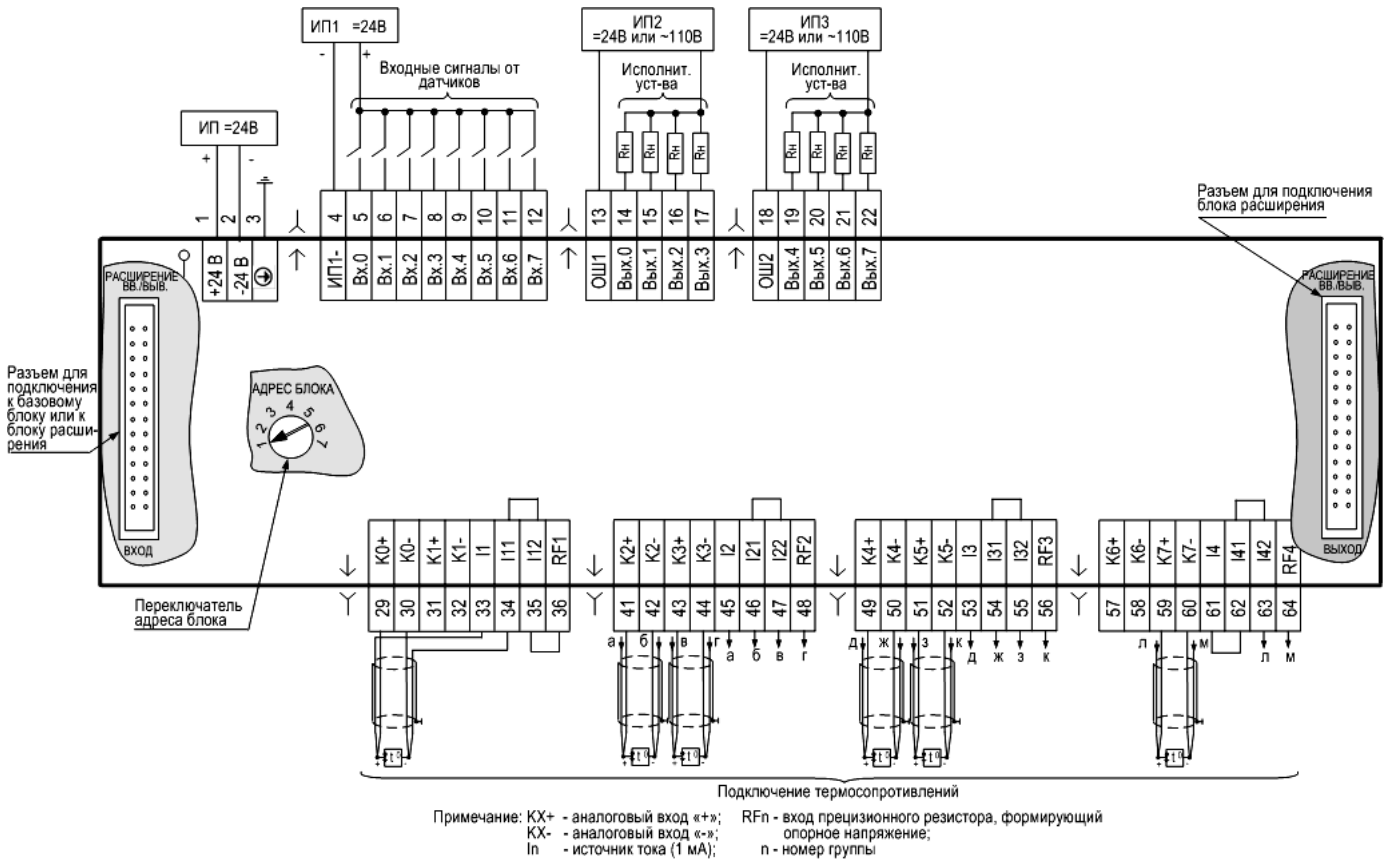 ИП1 =24В
- +
Входные сигналы от
датчиков
ИП2
=24В или ~110В
Исполнит.
уст-ва
Rн Rн Rн Rн
ИП3
=24В или ~110В
Исполнит.
уст-ва
Rн Rн Rн Rн
ИП =24В
+ -
1 2 3
4 5 6 7 8 9 10 11 12
13 14 15 16 17
18 19 20 21 22
+24 В -24 В
ИП1- Вх.0 Вх.1 Вх.2 Вх.3 Вх.4 Вх.5 Вх.6 Вх.7
ОШ1 Вых.0 Вых.1 Вых.2 Вых.3
ОШ2 Вых.4 Вых.5 Вых.6 Вых.7
Разъем для подключения
блока расширения
РАСШИРЕНИЕ
ВВ./ВЫВ.
РАСШИРЕНИЕ
ВВ./ВЫВ.
Разъем для
подключения
к базовому
блоку или к
блоку расши-
рения
АДРЕС БЛОКА
1 2 3 4 5 6 7
ВХОД
ВЫХОД
Переключатель
адреса блока
K0+ K0- K1+ K1- I1 I11 I12 RF1
K2+ K2- K3+ K3- I2 I21 I22 RF2
K4+ K4- K5+ K5- I3 I31 I32 RF3
K6+ K6- K7+ K7- I4 I41 I42 RF4
29 30 31 32 33 34 35 36
41 42 43 44 45 46 47 48
49 50 51 52 53 54 55 56
57 58 59 60 61 62 63 64
а б в г а б в г
д ж з к д ж з к
л м л м
+ t° -
+ t° - + t° -
+ t° - + t° -
+ t° -
Подключение термосопротивлений
Примечание: KX+ - аналоговый вход «+»; RFn - вход прецизионного резистора, формирующий
KX- - аналоговый вход «-»; опорное напряжение;
In - источник тока (1 мА); n - номер группы